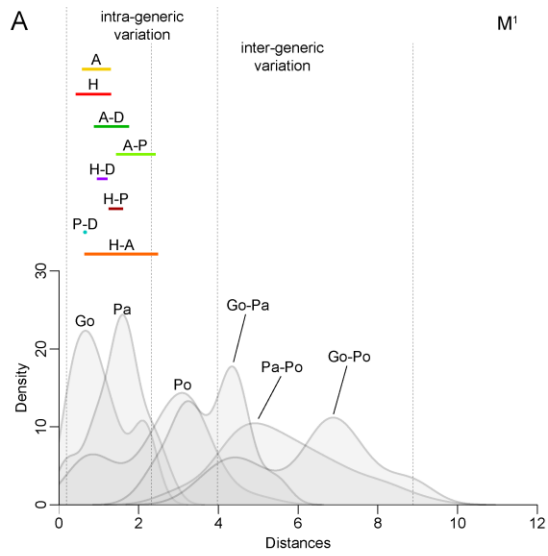 A
intra-generic
variation
inter-generic
variation
M¹
A
H
A-D
A-P
H-D
H-P
P-D
H-A
30
20
10
0
Density
Go
Pa
Po
Go-Pa
Pa-Po
Go-Po
0 2 4 6 8 10 12
Distances